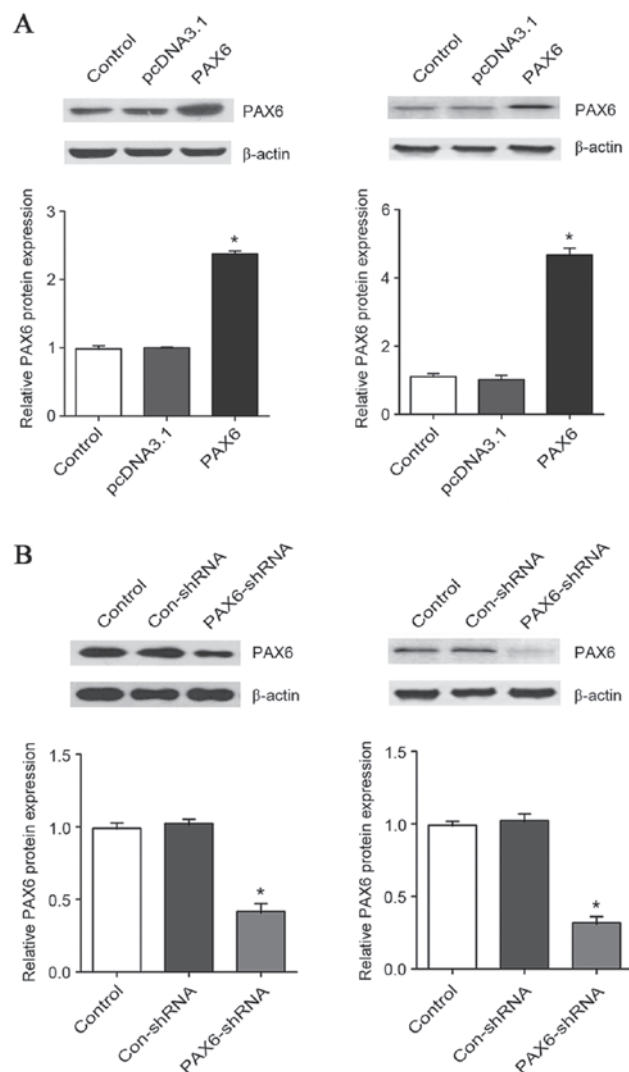 A
Control
pcDNA3.1
PAX6
PAX6
β-actin
Relative PAX6 protein expression
3
2
1
0
*
Control
pcDNA3.1
PAX6
Control
pcDNA3.1
PAX6
PAX6
β-actin
Relative PAX6 protein expression
6
4
2
0
*
Control
pcDNA3.1
PAX6
B
Control
Con-shRNA
PAX6-shRNA
PAX6
β-actin
Relative PAX6 protein expression
1.5
1.0
0.5
0.0
*
Control
Con-shRNA
PAX6-shRNA
Control
Con-shRNA
PAX6-shRNA
PAX6
β-actin
Relative PAX6 protein expression
1.5
1.0
0.5
0.0
*
Control
Con-shRNA
PAX6-shRNA